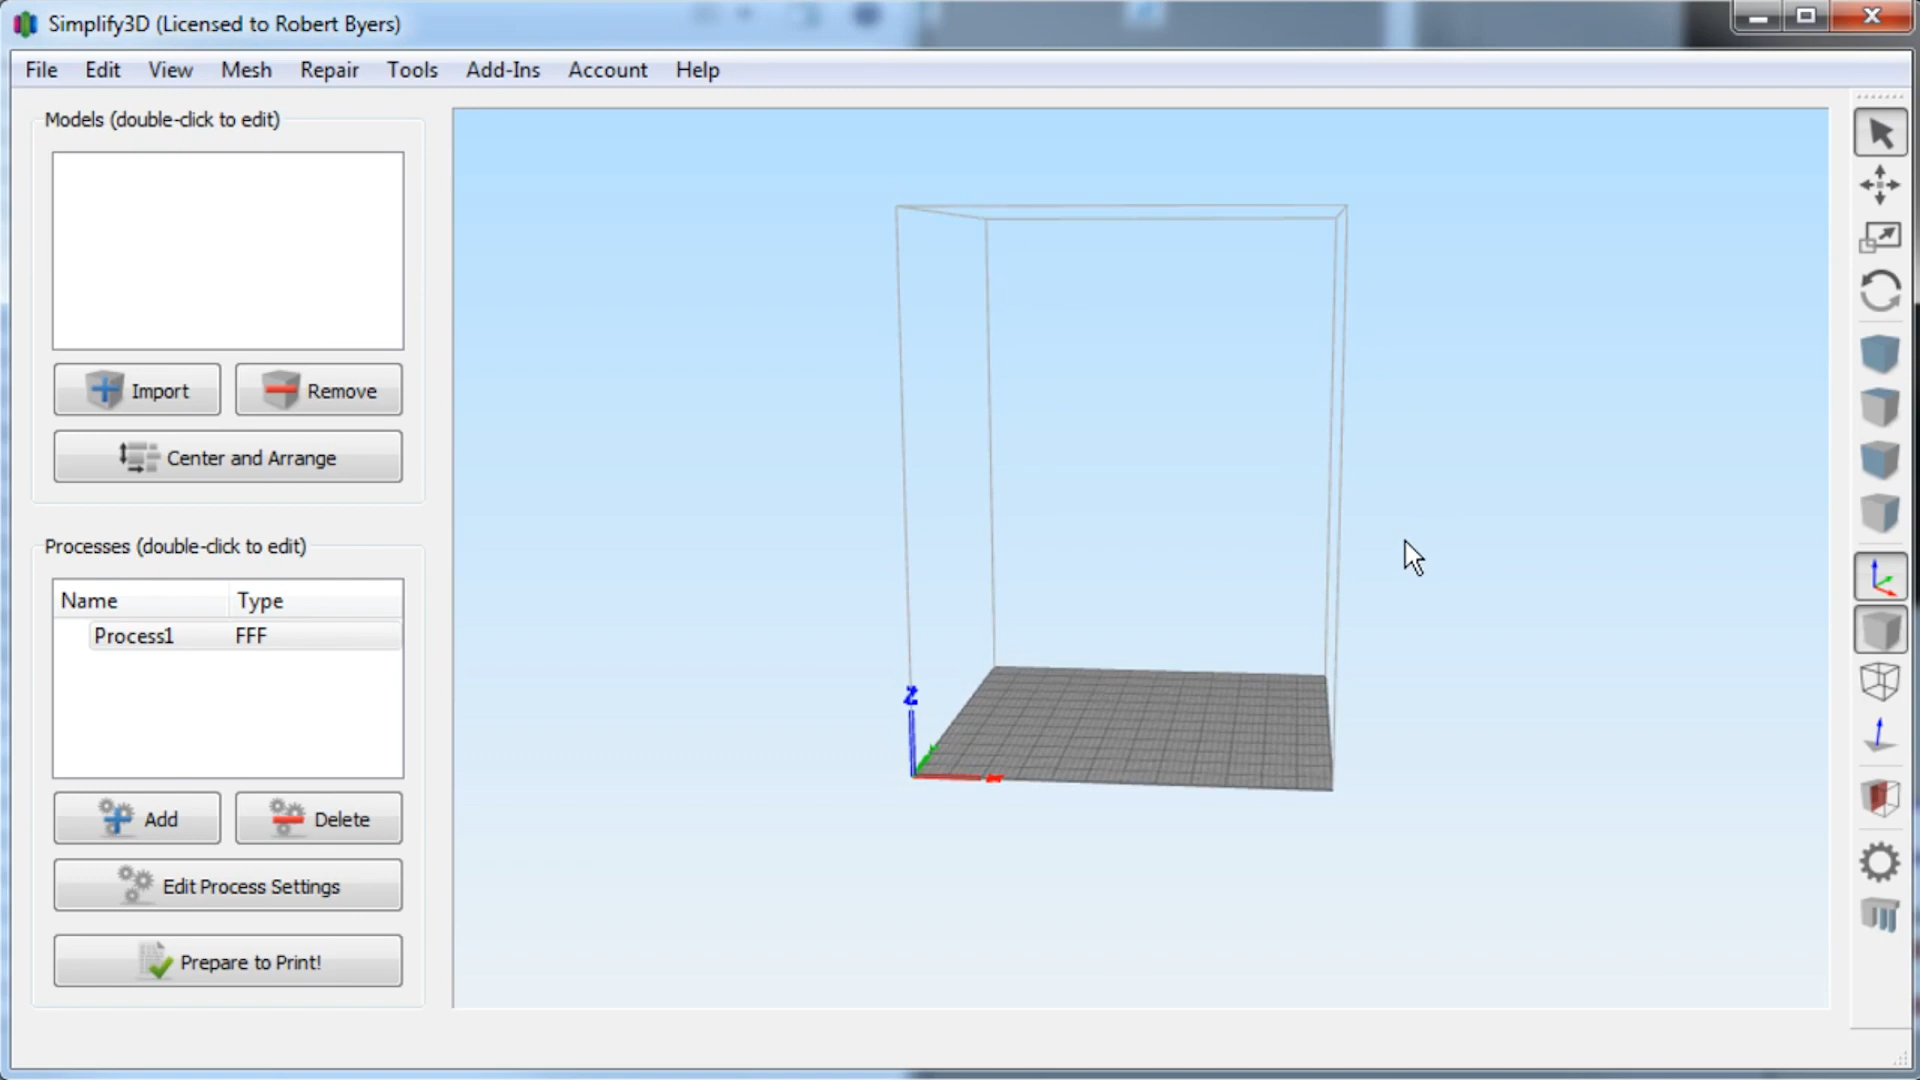 Simplify3D (Licensed to Robert Byers)
File Edit View Mesh Repair Tools Add-Ins Account Help
Models (double-click to edit)
Import Remove
Center and Arrange
Processes (double-click to edit)
Name Type
Process1 FFF
Add Delete
Edit Process Settings
Prepare to Print!
Z